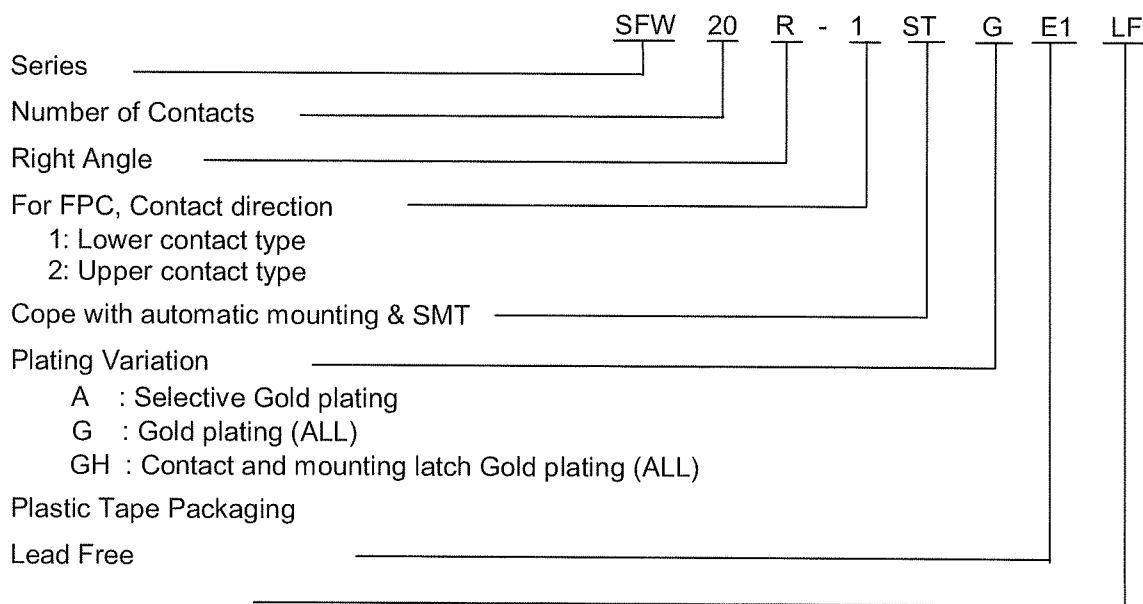 SFW 20 R - 1 ST G E1 LF
Series
Number of Contacts
Right Angle
For FPC, Contact direction
1: Lower contact type
2: Upper contact type
Cope with automatic mounting & SMT
Plating Variation
A : Selective Gold plating
G : Gold plating (ALL)
GH : Contact and mounting latch Gold plating (ALL)
Plastic Tape Packaging
Lead Free